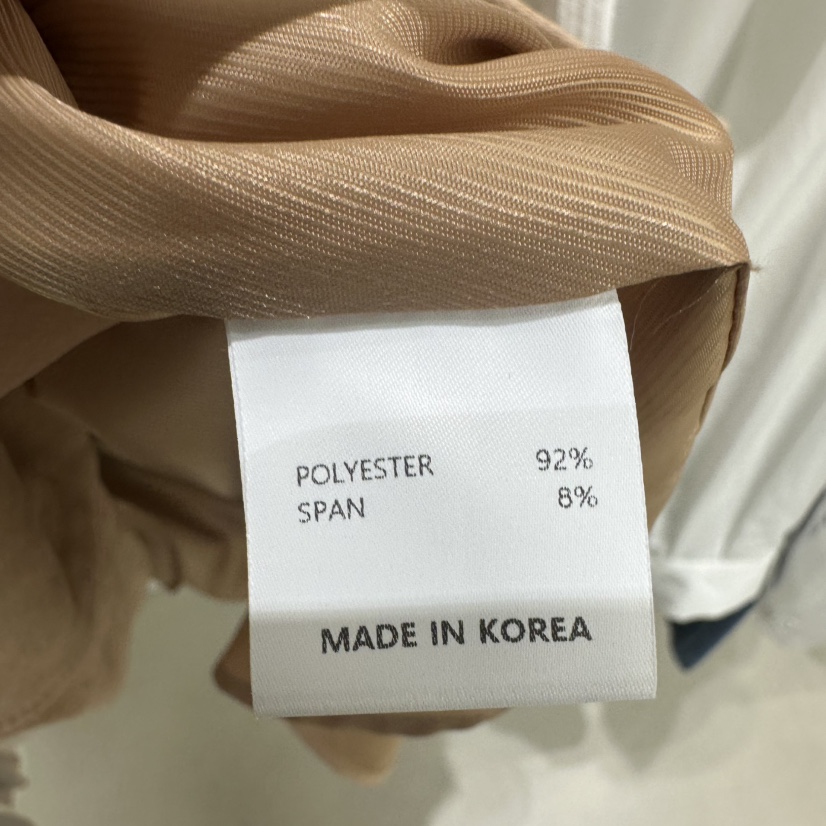 POLYESTER 92%
SPAN 8%
MADE IN KOREA